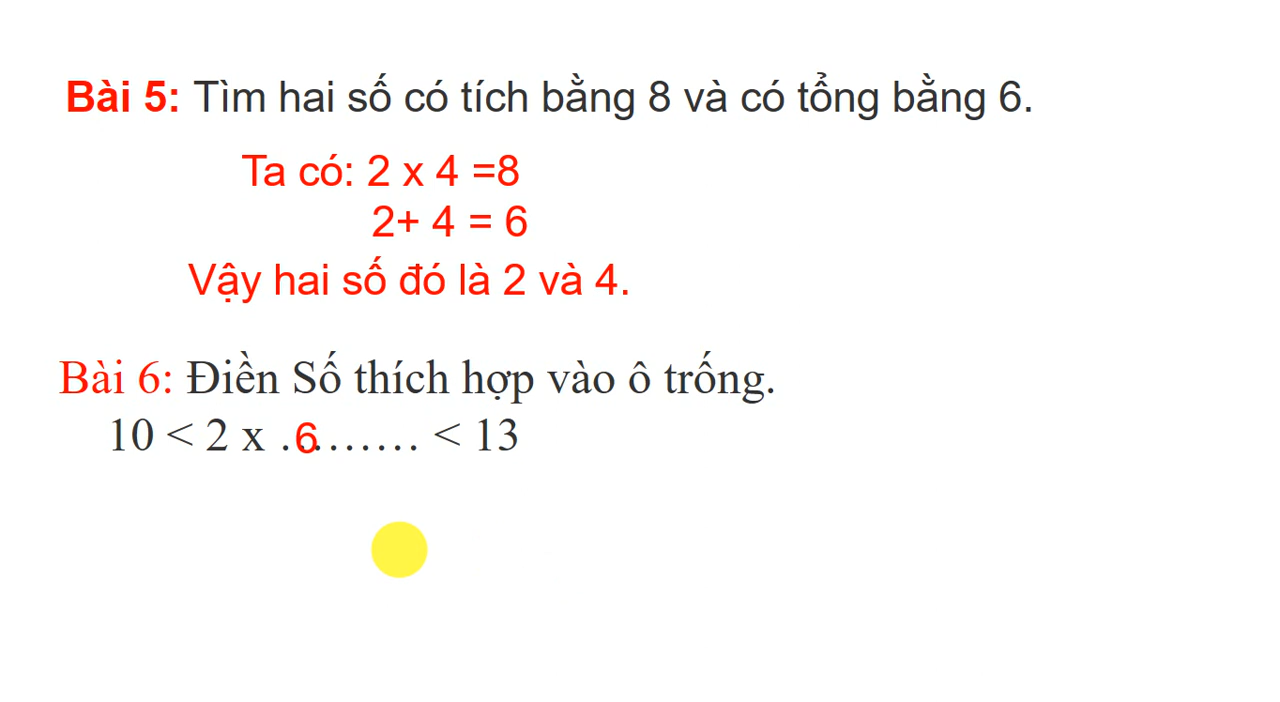 Bài 5: Tìm hai số có tích bằng 8 và có tổng bằng 6.
Ta có: 2 x 4 =8
2+ 4 = 6
Vậy hai số đó là 2 và 4.
Bài 6: Điền Số thích hợp vào ô trống.
10 < 2 x .6........ < 13